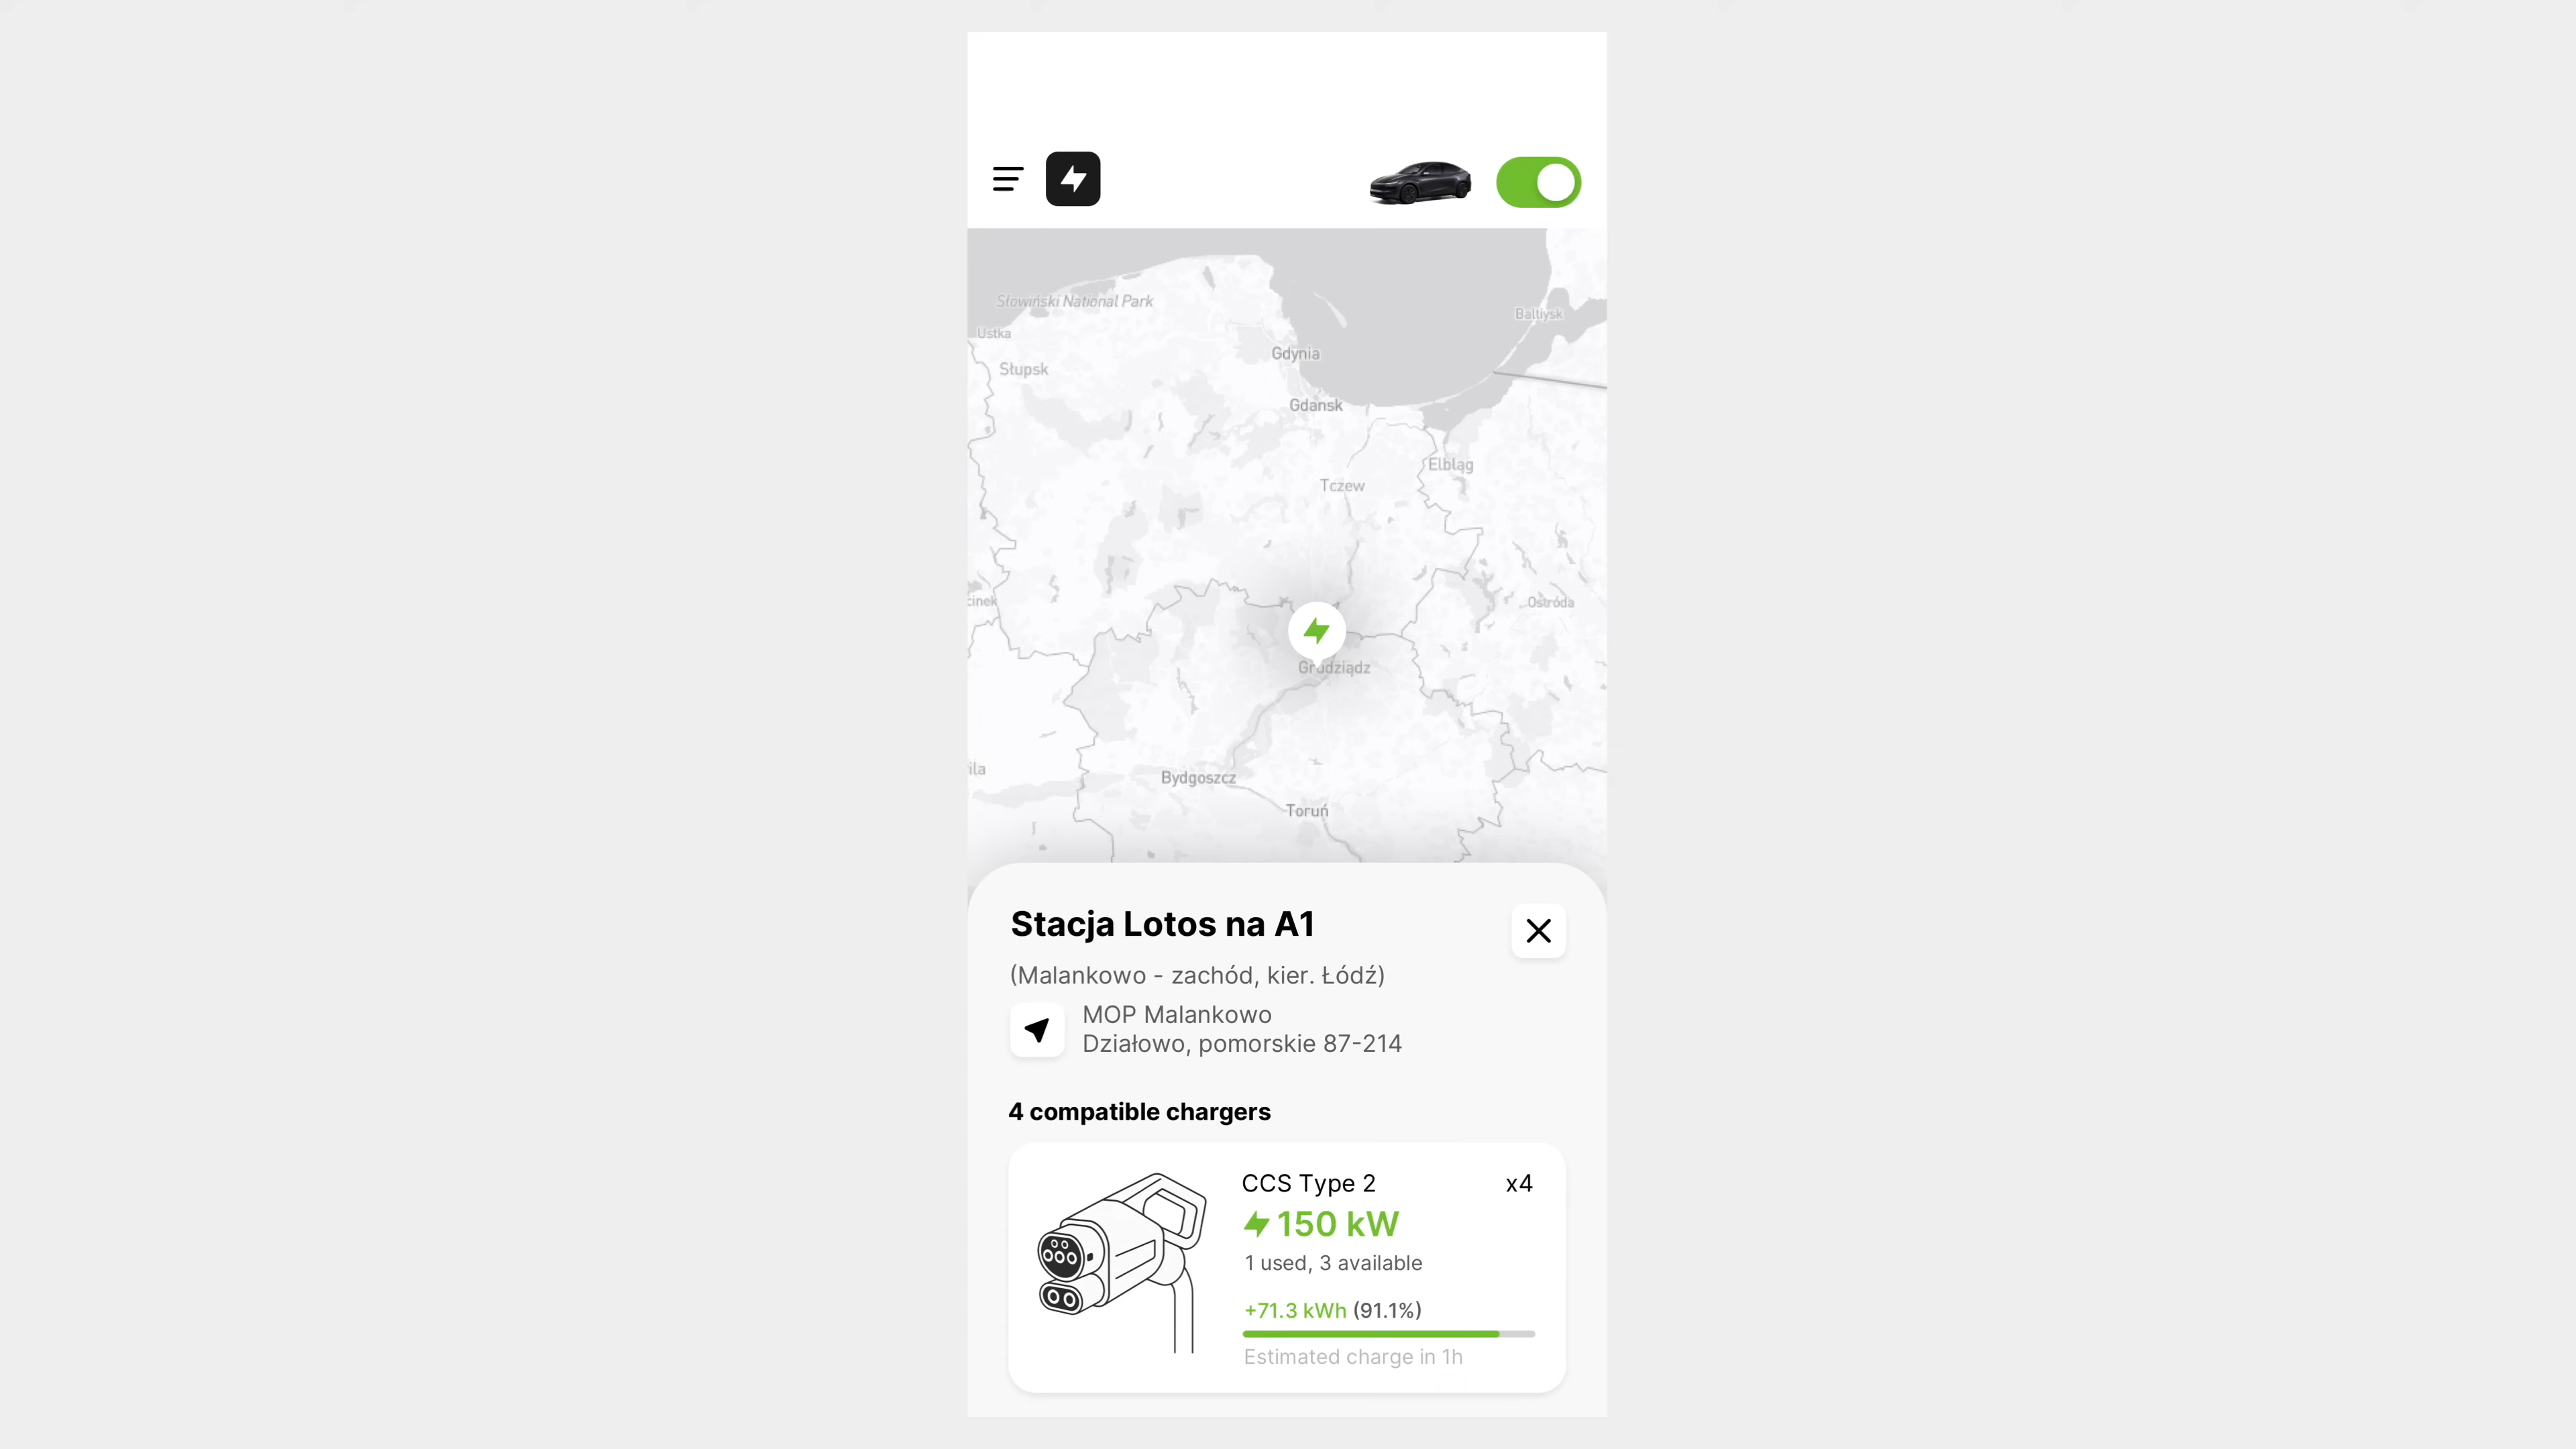 Słowiński National Park
Baltiysk
Ustka
Gdynia
Słupsk
Gdansk
Elbląg
Tczew
cinek
Ostróda
Grudziądz
ila
Bydgoszcz
Toruń
Stacja Lotos na A1
(Malankowo - zachód, kier. Łódź)
MOP Malankowo
Działowo, pomorskie 87-214
4 compatible chargers
CCS Type 2 x4
150 kW
1 used, 3 available
+71.3 kWh (91.1%)
Estimated charge in 1h